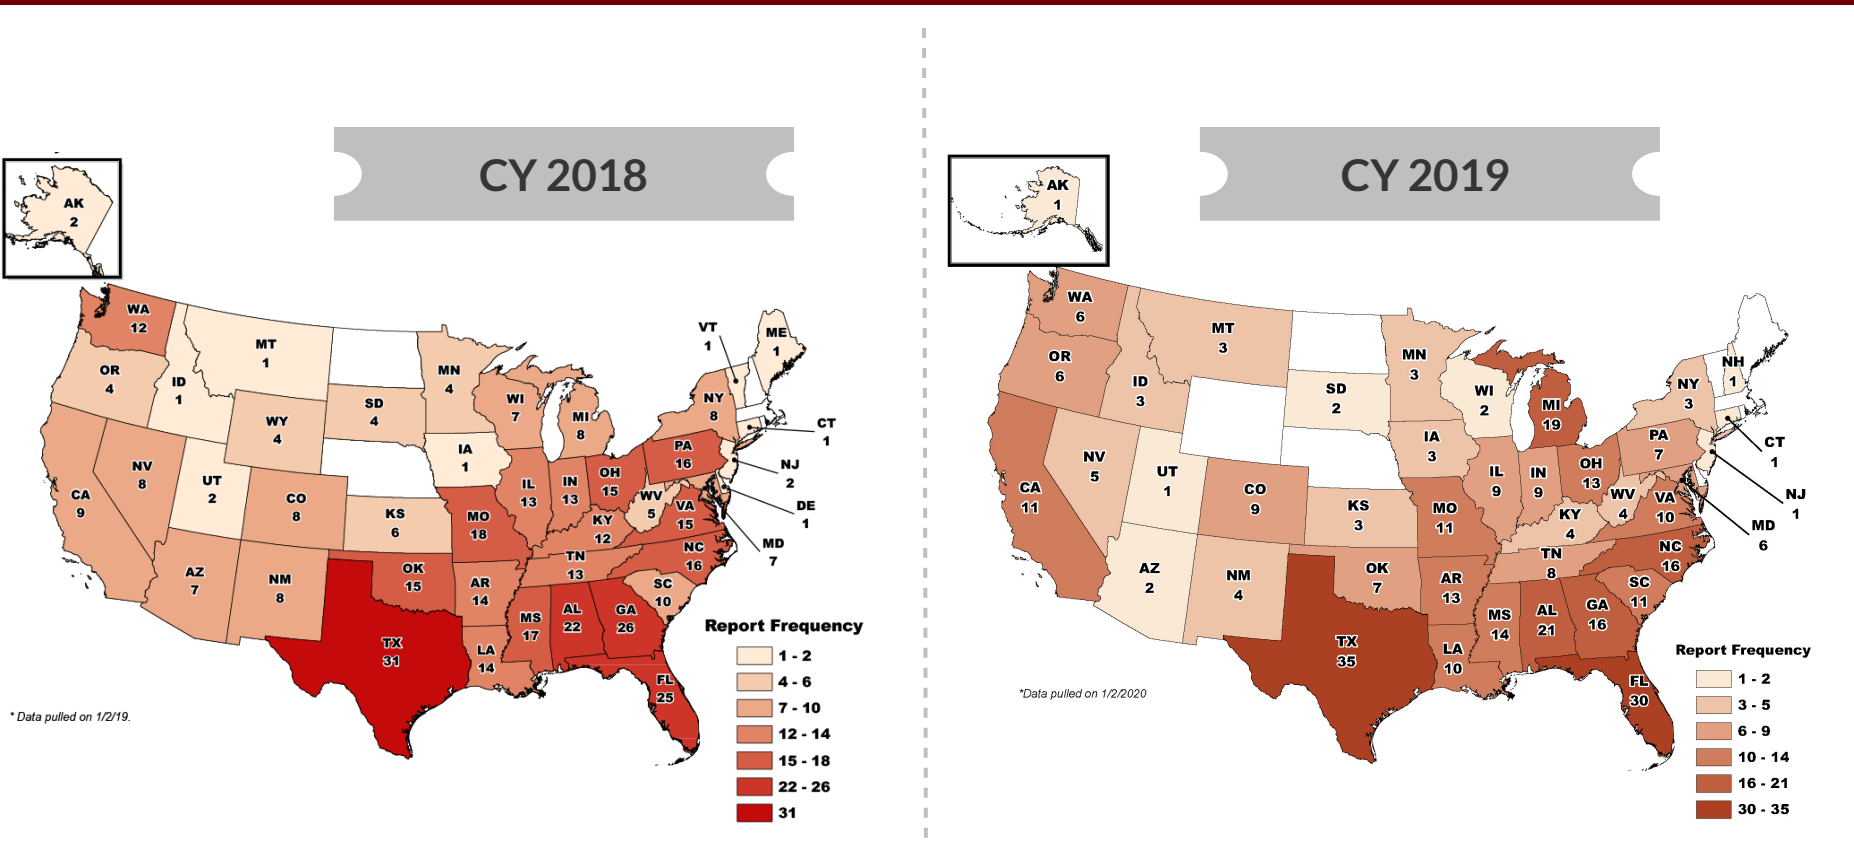 CY 2018
AK
2
WA
12
MT
1
VT
1
ME
1
OR
4
ID
1
MN
4
WY
4
SD
4
WI
7
MI
8
NY
8
CT
1
IA
1
PA
16
NJ
2
NV
8
UT
2
CA
9
CO
8
IL
13
IN
13
OH
15
WV
5
VA
15
DE
1
KS
6
MO
18
KY
12
MD
7
AZ
7
NM
8
OK
15
TN
13
NC
16
AR
14
SC
10
MS
17
AL
22
GA
26
TX
31
LA
14
FL
25
Report Frequency
1 - 2
4 - 6
7 - 10
12 - 14
15 - 18
22 - 26
31
* Data pulled on 1/2/19.
CY 2019
AK
1
WA
6
MT
3
OR
6
ID
3
MN
3
NH
1
SD
2
WI
2
MI
19
NY
3
IA
3
PA
7
CT
1
NV
5
UT
1
CA
11
CO
9
IL
9
IN
9
OH
13
WV
4
VA
10
NJ
1
KS
3
MO
11
KY
4
MD
6
AZ
2
NM
4
OK
7
TN
8
NC
16
AR
13
SC
11
MS
14
AL
21
GA
16
TX
35
LA
10
FL
30
Report Frequency
1 - 2
3 - 5
6 - 9
10 - 14
16 - 21
30 - 35
*Data pulled on 1/2/2020